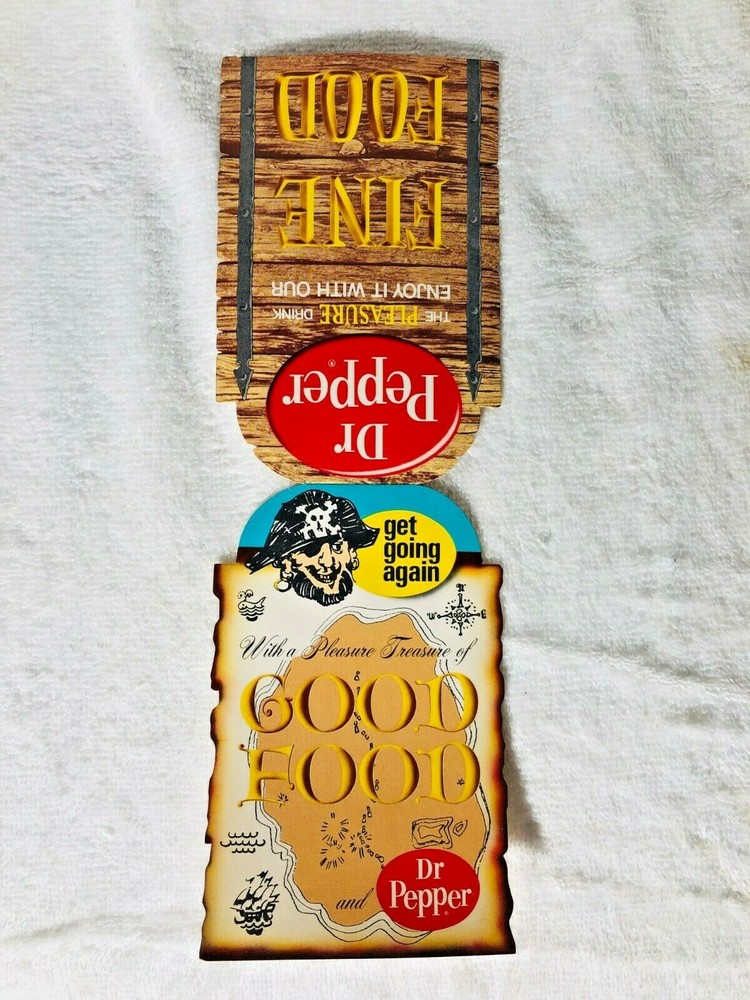 Dr
Pepper®
THE PLEASURE DRINK
ENJOY IT WITH OUR
FINE
FOOD
get
going
again
N
W E
S
With a Pleasure Treasure of
GOOD
FOOD
and
Dr
Pepper®